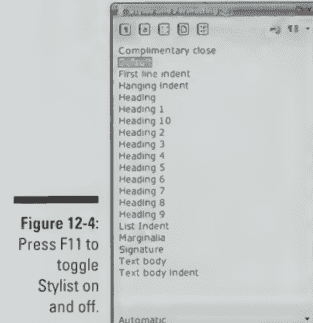 Complimentary close
Default
First line indent
Hanging Indent
Heading
Heading 1
Heading 10
Heading 2
Heading 3
Heading 4
Heading 5
Heading 6
Heading 7
Heading 8
Heading 9
List Indent
Marginalia
Signature
Text body
Text body indent
Automatic
Figure 12-4:
Press F11 to
toggle
Stylist on
and off.